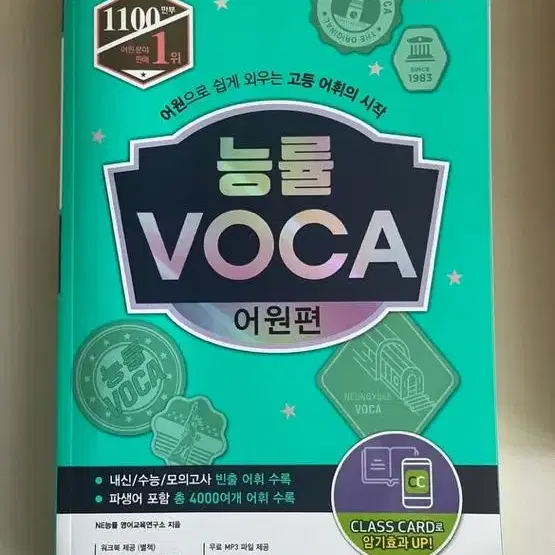 1100만부
어원분야
판매 1위
THE ORIGINAL
SINCE
1983
어원으로 쉽게 외우는 고등 어휘의 시작
능률
VOCA
어원편
능률
VOCA
NEUNGYULE
VOCA
내신/수능/모의고사 빈출 어휘 수록
파생어 포함 총 4000여개 어휘 수록
CC
CLASS CARD로
암기효과 UP!
NE능률 영어교육연구소 지음
워크북 제공 (별책)
무료 MP3 파일 제공